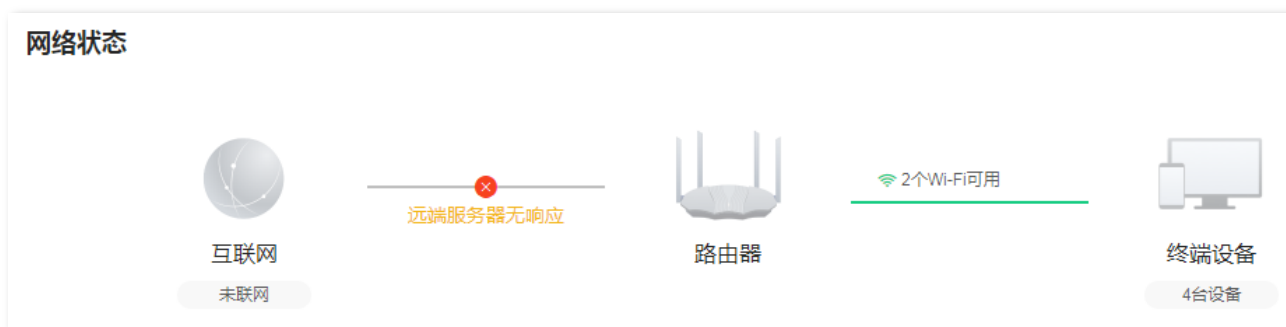 网络状态
2个Wi-Fi可用
远端服务器无响应
互联网
路由器
终端设备
未联网
4台设备